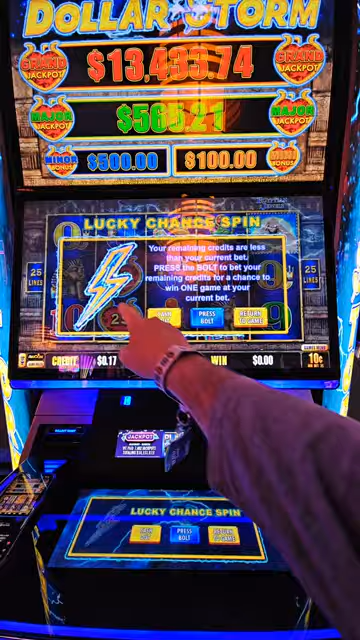 DOLLAR STORM
GRAND
JACKPOT
$13,435.74
GRAND
JACKPOT
MAJOR
JACKPOT
$565.21
MAJOR
JACKPOT
MINOR
BONUS
$500.00
$100.00
MINI
BONUS
LUCKY CHANCE SPIN
25
LINES
Your remaining credits are less
than your current bet.
PRESS the BOLT to bet your
remaining credits for a chance to
win ONE game at your
current bet.
25
LINES
PRESS
BOLT
RETURN
TO GAME
CREDIT
$0.17
WIN
$0.00
10¢
JACKPOT
LUCKY CHANCE SPIN
CASH
OUT
PRESS
BOLT
RETURN
TO GAME